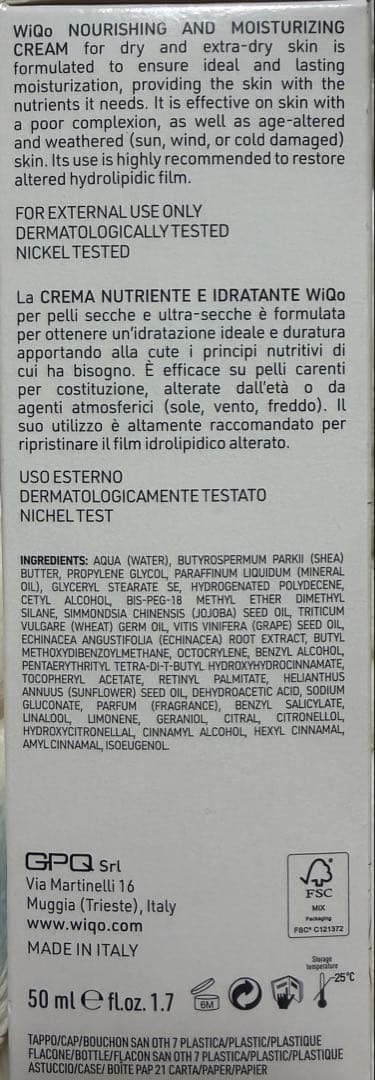 WiQo NOURISHING AND MOISTURIZING
CREAM for dry and extra-dry skin is
formulated to ensure ideal and lasting
moisturization, providing the skin with the
nutrients it needs. It is effective on skin with
a poor complexion, as well as age-altered
and weathered (sun, wind, or cold damaged)
skin. Its use is highly recommended to restore
altered hydrolipidic film.
FOR EXTERNAL USE ONLY
DERMATOLOGICALLY TESTED
NICKEL TESTED
La CREMA NUTRIENTE E IDRATANTE WiQo
per pelli secche e ultra-secche è formulata
per ottenere un'idratazione ideale e duratura
apportando alla cute i principi nutritivi di
cui ha bisogno. È efficace su pelli carenti
per costituzione, alterate dall'età o da
agenti atmosferici (sole, vento, freddo). Il
suo utilizzo è altamente raccomandato per
ripristinare il film idrolipidico alterato.
USO ESTERNO
DERMATOLOGICAMENTE TESTATO
NICHEL TEST
INGREDIENTS: AQUA (WATER), BUTYROSPERMUM PARKII (SHEA)
BUTTER, PROPYLENE GLYCOL, PARAFFINUM LIQUIDUM (MINERAL
OIL), GLYCERYL STEARATE SE, HYDROGENATED POLYDECENE,
CETYL ALCOHOL, BIS-PEG-18 METHYL ETHER DIMETHYL
SILANE, SIMMONDSIA CHINENSIS (JOJOBA) SEED OIL, TRITICUM
VULGARE (WHEAT) GERM OIL, VITIS VINIFERA (GRAPE) SEED OIL,
ECHINACEA ANGUSTIFOLIA (ECHINACEA) ROOT EXTRACT, BUTYL
METHOXYDIBENZOYLMETHANE, OCTOCRYLENE, BENZYL ALCOHOL,
PENTAERYTHRITYL TETRA-DI-T-BUTYL HYDROXYHYDROCINNAMATE,
TOCOPHERYL ACETATE, RETINYL PALMITATE, HELIANTHUS
ANNUUS (SUNFLOWER) SEED OIL, DEHYDROACETIC ACID, SODIUM
GLUCONATE, PARFUM (FRAGRANCE), BENZYL SALICYLATE,
LINALOOL, LIMONENE, GERANIOL, CITRAL, CITRONELLOL,
HYDROXYCITRONELLAL, CINNAMYL ALCOHOL, HEXYL CINNAMAL,
AMYL CINNAMAL, ISOEUGENOL.
GPQ Srl
Via Martinelli 16
Muggia (Trieste), Italy
www.wiqo.com
MADE IN ITALY
FSC
MIX
Packaging
FSC® C121372
Storage
temperature
25°C
50 ml e fl.oz. 1.7
6M
TAPPO/CAP/BOUCHON SAN OTH 7 PLASTICA/PLASTIC/PLASTIQUE
FLACONE/BOTTLE/FLACON SAN OTH 7 PLASTICA/PLASTIC/PLASTIQUE
ASTUCCIO/CASE/ BOÎTE PAP 21 CARTA/PAPER/PAPIER